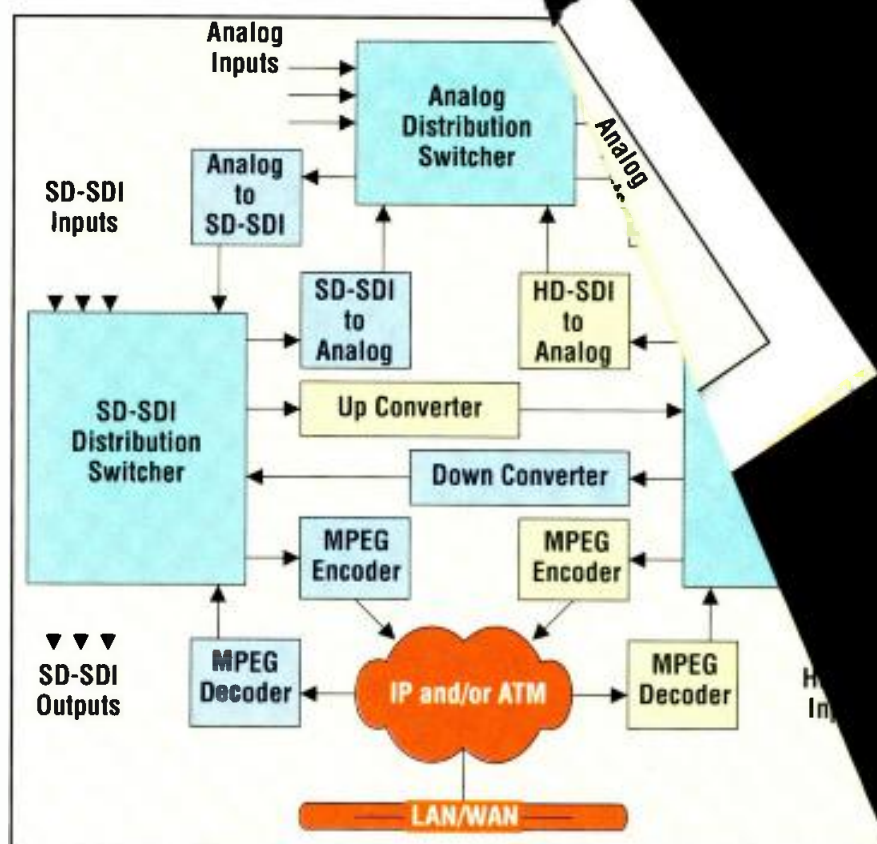 Analog
Inputs
Analog
Distribution
Switcher
Analog
Analog
to
SD-SDI
SD-SDI
Inputs
SD-SDI
to
Analog
HD-SDI
to
Analog
SD-SDI
Distribution
Switcher
Up Converter
Down Converter
MPEG
Encoder
MPEG
Encoder
SD-SDI
Outputs
MPEG
Decoder
IP and/or ATM
MPEG
Decoder
LAN/WAN